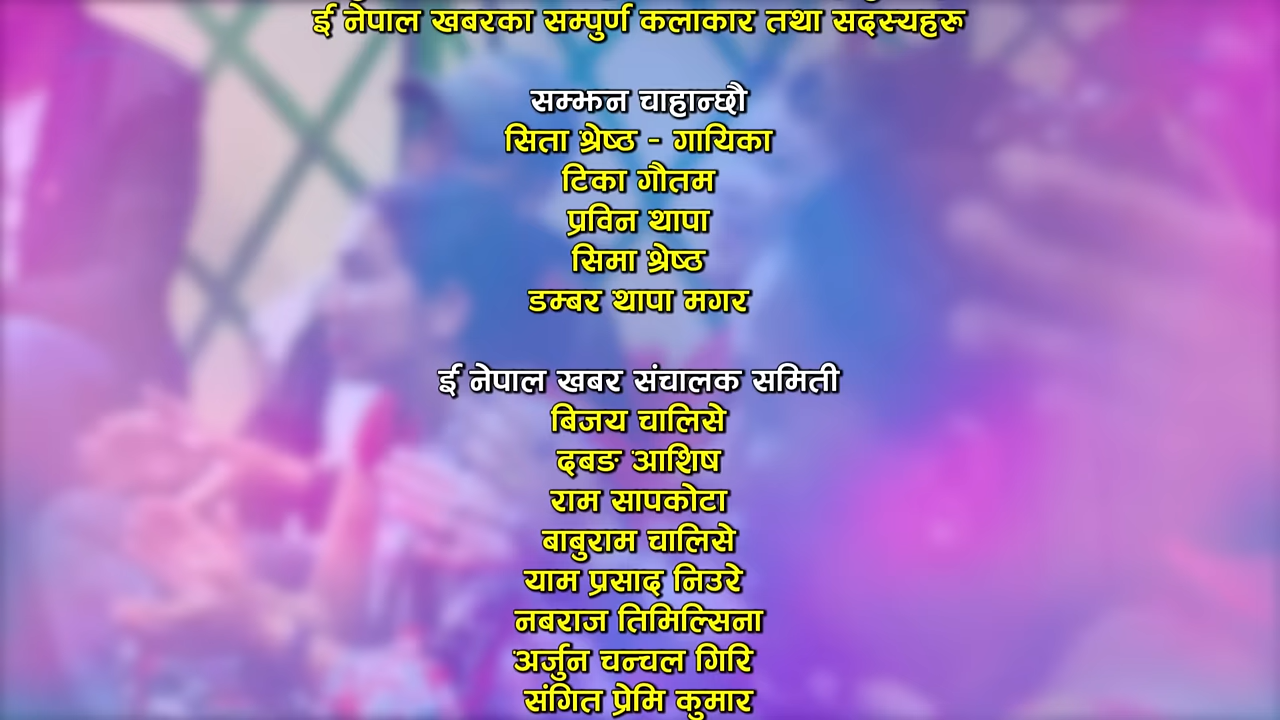 ई नेपाल खबरका सम्पुर्ण कलाकार तथा सदस्यहरू
सम्झन चाहान्छौ
सिता श्रेष्ठ - गायिका
टिका गौतम
प्रविन थापा
सिमा श्रेष्ठ
डम्बर थापा मगर
ई नेपाल खबर संचालक समिती
बिजय चालिसे
दबङ आशिष
राम सापकोटा
बाबुराम चालिसे
याम प्रसाद निउरे
नबराज तिमिल्सिना
अर्जुन चन्चल गिरि
संगित प्रेमि कुमार